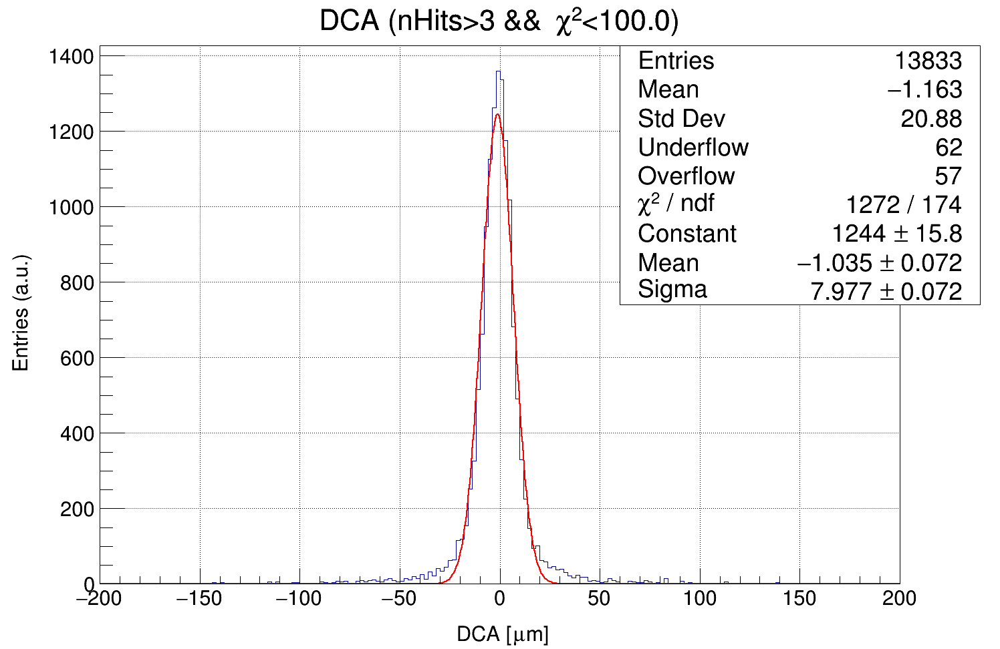 DCA (nHits>3 && χ²<100.0)
Entries 13833
Mean −1.163
Std Dev 20.88
Underflow 62
Overflow 57
χ² / ndf 1272 / 174
Constant 1244 ± 15.8
Mean −1.035 ± 0.072
Sigma 7.977 ± 0.072
Entries (a.u.)
1400
1200
1000
800
600
400
200
0
−200 −150 −100 −50 0 50 100 150 200
DCA [μm]